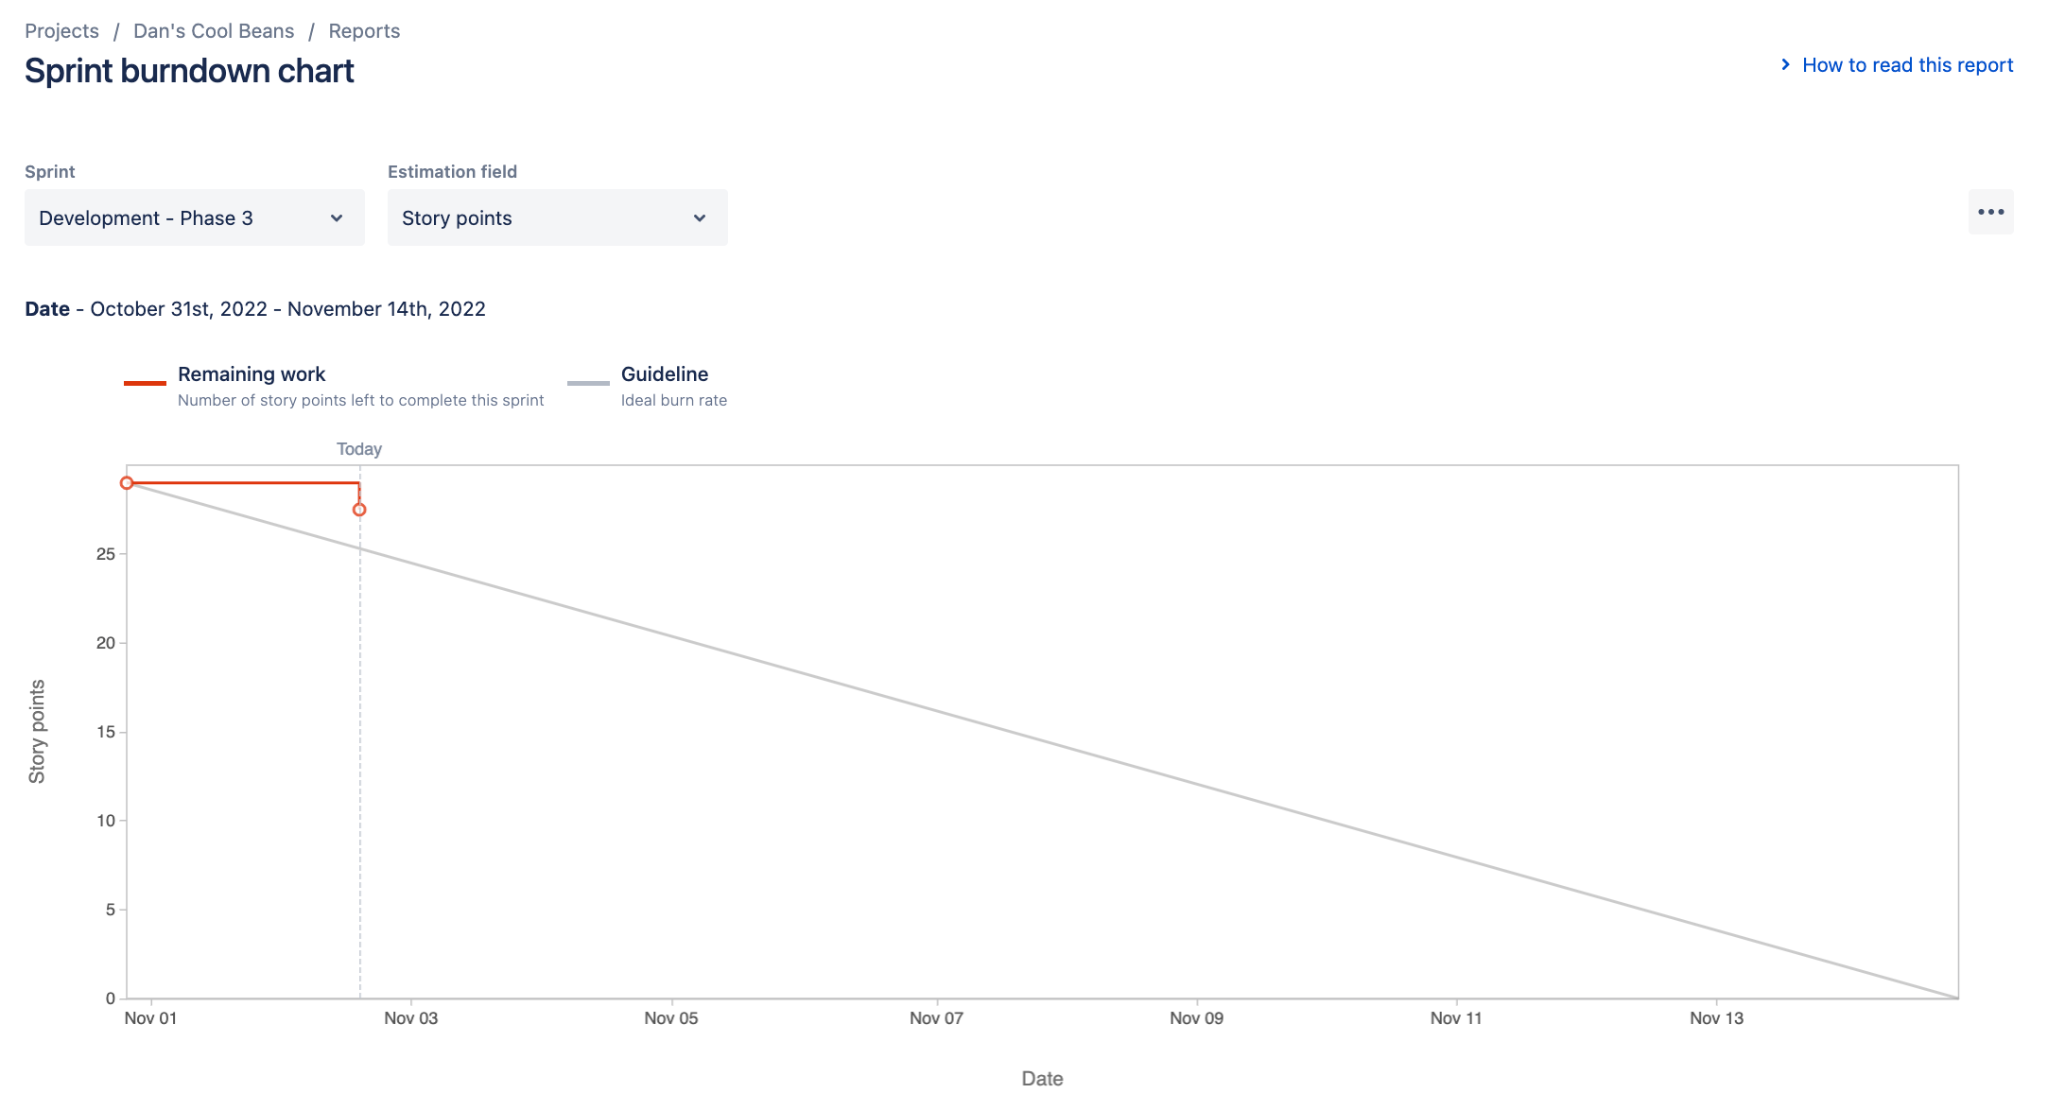 Projects / Dan's Cool Beans / Reports
Sprint burndown chart
How to read this report
Sprint
Estimation field
Development - Phase 3
Story points
Date - October 31st, 2022 - November 14th, 2022
Remaining work
Number of story points left to complete this sprint
Guideline
Ideal burn rate
Today
25
20
15
10
5
0
Story points
Nov 01
Nov 03
Nov 05
Nov 07
Nov 09
Nov 11
Nov 13
Date